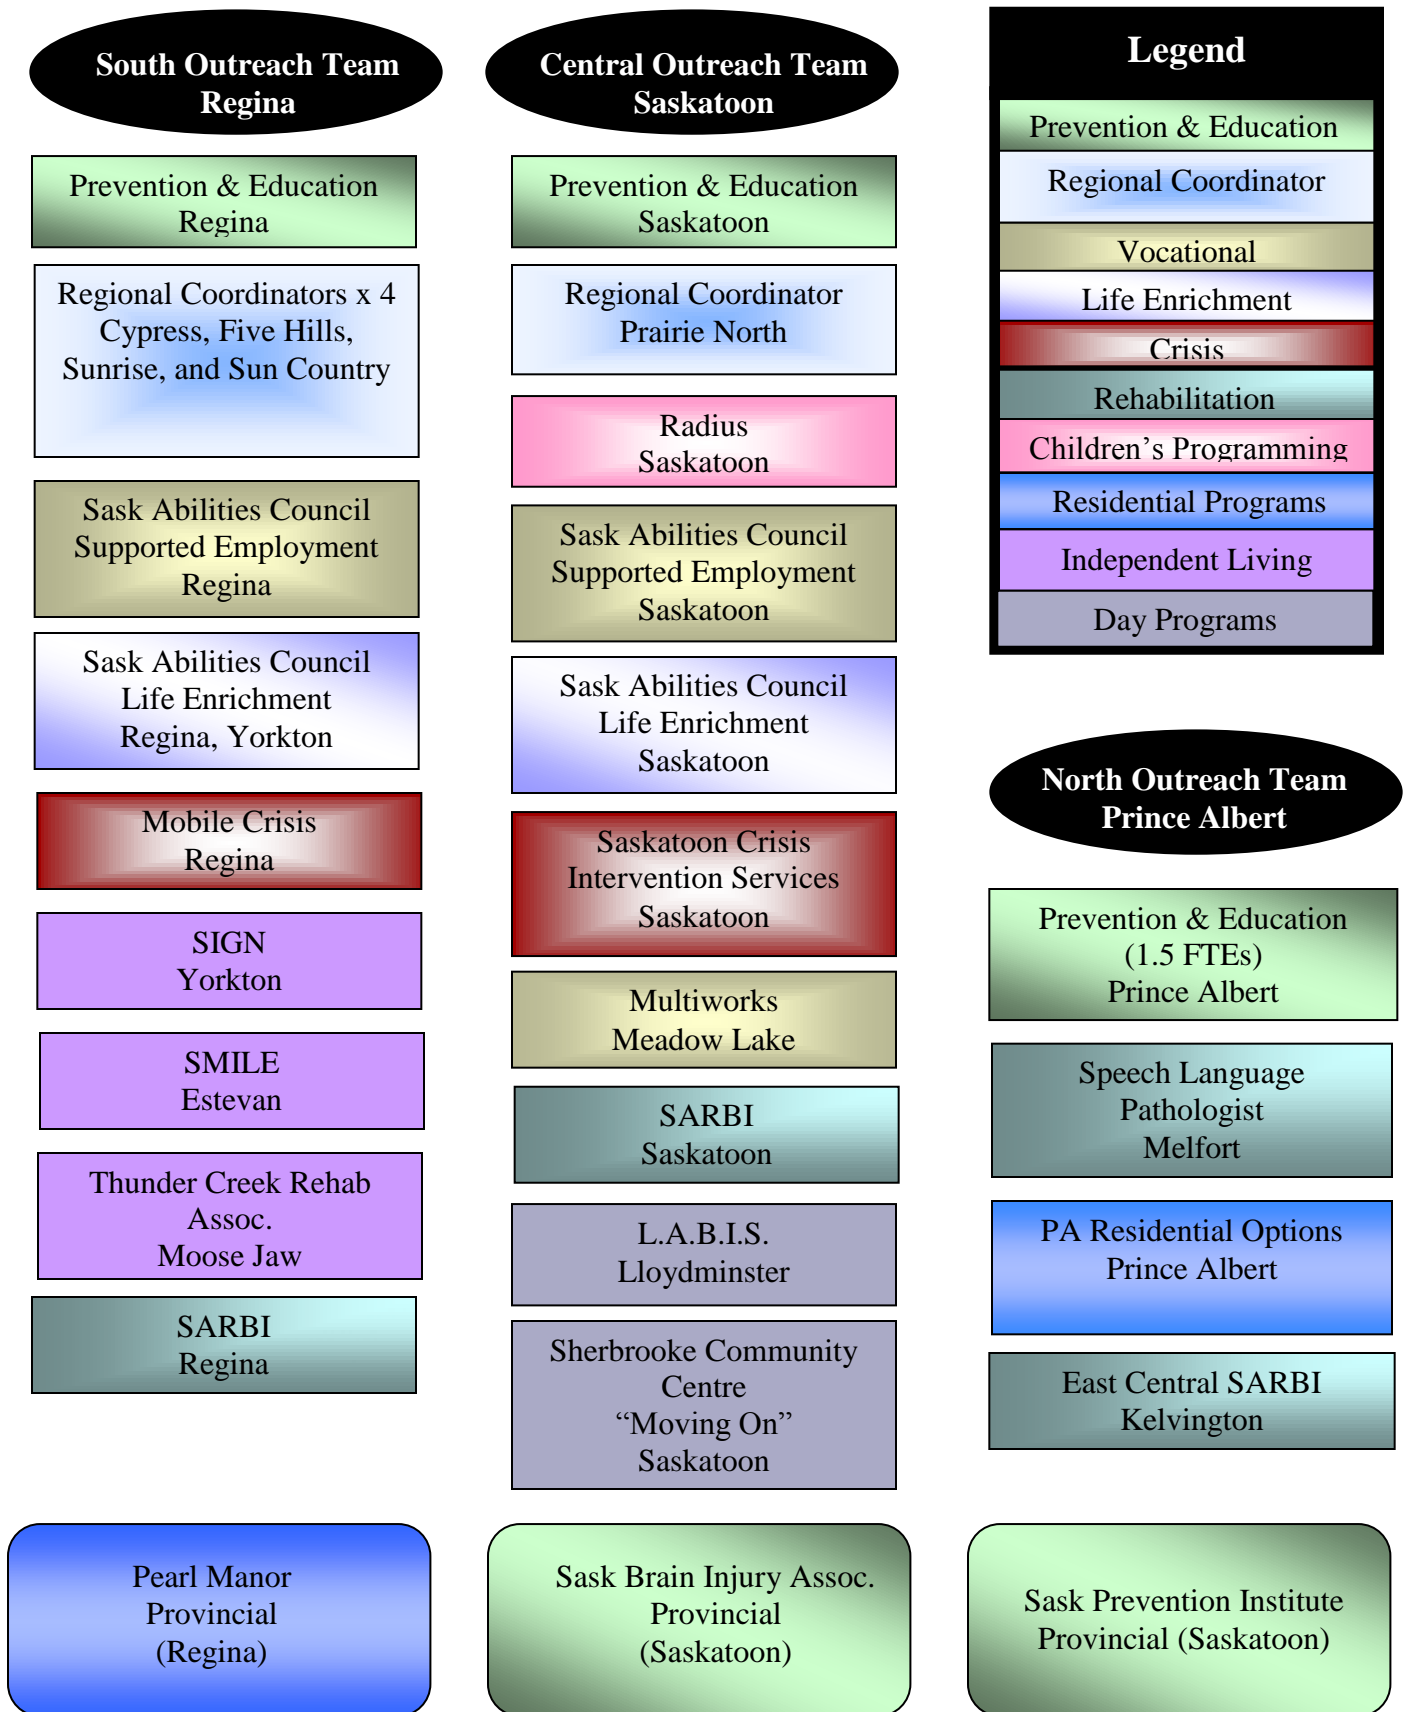 South Outreach Team
Regina
Prevention & Education
Regina
Regional Coordinators x 4
Cypress, Five Hills,
Sunrise, and Sun Country
Sask Abilities Council
Supported Employment
Regina
Sask Abilities Council
Life Enrichment
Regina, Yorkton
Mobile Crisis
Regina
SIGN
Yorkton
SMILE
Estevan
Thunder Creek Rehab
Assoc.
Moose Jaw
SARBI
Regina
Central Outreach Team
Saskatoon
Prevention & Education
Saskatoon
Regional Coordinator
Prairie North
Radius
Saskatoon
Sask Abilities Council
Supported Employment
Saskatoon
Sask Abilities Council
Life Enrichment
Saskatoon
Saskatoon Crisis
Intervention Services
Saskatoon
Multiworks
Meadow Lake
SARBI
Saskatoon
L.A.B.I.S.
Lloydminster
Sherbrooke Community
Centre
“Moving On”
Saskatoon
Legend
Prevention & Education
Regional Coordinator
Vocational
Life Enrichment
Crisis
Rehabilitation
Children’s Programming
Residential Programs
Independent Living
Day Programs
North Outreach Team
Prince Albert
Prevention & Education
(1.5 FTEs)
Prince Albert
Speech Language
Pathologist
Melfort
PA Residential Options
Prince Albert
East Central SARBI
Kelvington
Pearl Manor
Provincial
(Regina)
Sask Brain Injury Assoc.
Provincial
(Saskatoon)
Sask Prevention Institute
Provincial (Saskatoon)